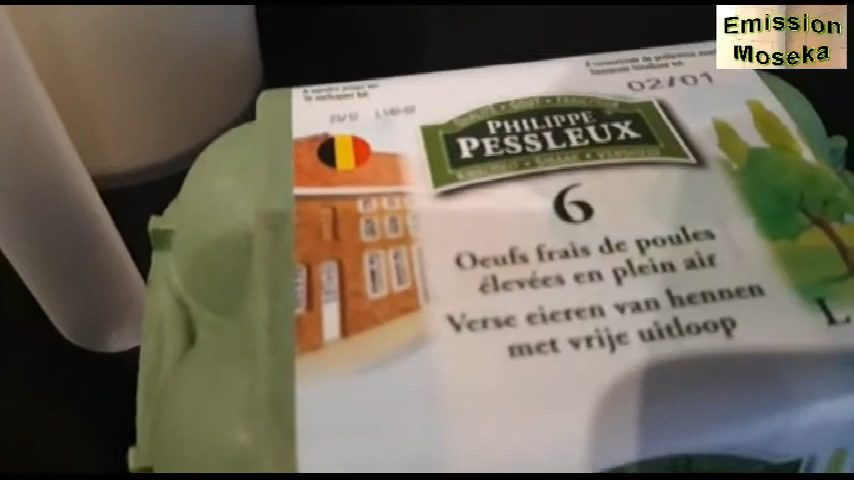 Emission
Moseka
02/01
PHILIPPE
PESSLEUX
6
Oeufs frais de poules
élevées en plein air
Verse eieren van hennen
met vrije uitloop
L